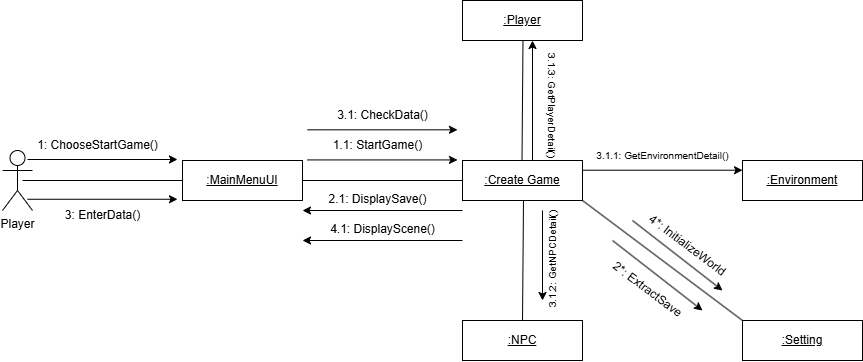 :Player
3.1.3: GetPlayerDetail()
3.1: CheckData()
1: ChooseStartGame()
1.1: StartGame()
3.1.1: GetEnvironmentDetail()
:MainMenuUI
:Create Game
:Environment
2.1: DisplaySave()
3: EnterData()
Player
4.1: DisplayScene()
3.1.2: GetNPCDetail()
4*: InitializeWorld
2*: ExtractSave
:NPC
:Setting